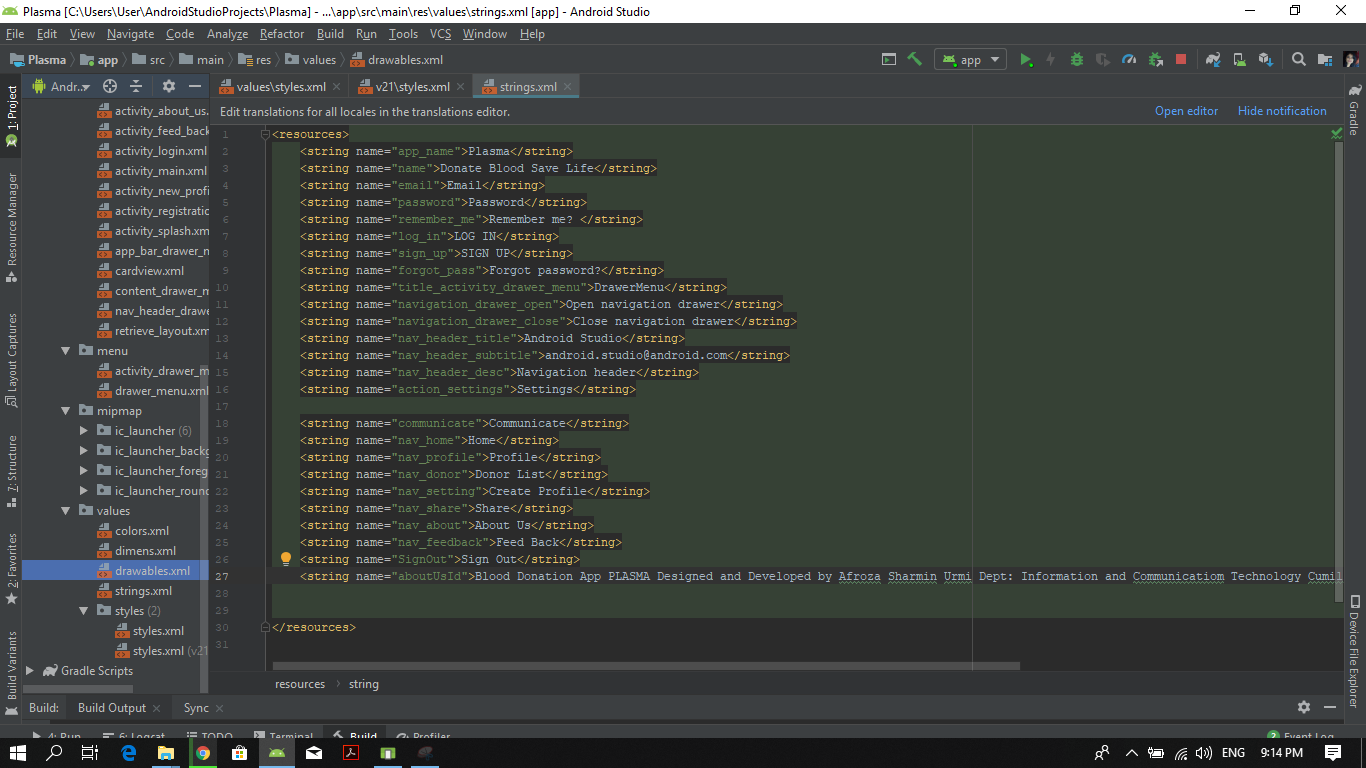 Plasma [C:\Users\User\AndroidStudioProjects\Plasma] - ...\app\src\main\res\values\strings.xml [app] - Android Studio
File Edit View Navigate Code Analyze Refactor Build Run Tools VCS Window Help
Plasma app src main res values drawables.xml
app
1: Project
Resource Manager
Layout Captures
7: Structure
2: Favorites
Build Variants
Andr..
activity_about_us.
activity_feed_back
activity_login.xml
activity_main.xml
activity_new_profi
activity_registratio
activity_splash.xm
app_bar_drawer_n
cardview.xml
content_drawer_m
nav_header_drawe
retrieve_layout.xm
menu
activity_drawer_m
drawer_menu.xml
mipmap
ic_launcher (6)
ic_launcher_backg
ic_launcher_foreg
ic_launcher_round
values
colors.xml
dimens.xml
drawables.xml
strings.xml
styles (2)
styles.xml
styles.xml (v21
Gradle Scripts
values\styles.xml v21\styles.xml strings.xml
Edit translations for all locales in the translations editor. Open editor Hide notification
1 <resources>
2 <string name="app_name">Plasma</string>
3 <string name="name">Donate Blood Save Life</string>
4 <string name="email">Email</string>
5 <string name="password">Password</string>
6 <string name="remember_me">Remember me? </string>
7 <string name="log_in">LOG IN</string>
8 <string name="sign_up">SIGN UP</string>
9 <string name="forgot_pass">Forgot password?</string>
10 <string name="title_activity_drawer_menu">DrawerMenu</string>
11 <string name="navigation_drawer_open">Open navigation drawer</string>
12 <string name="navigation_drawer_close">Close navigation drawer</string>
13 <string name="nav_header_title">Android Studio</string>
14 <string name="nav_header_subtitle">android.studio@android.com</string>
15 <string name="nav_header_desc">Navigation header</string>
16 <string name="action_settings">Settings</string>
17
18 <string name="communicate">Communicate</string>
19 <string name="nav_home">Home</string>
20 <string name="nav_profile">Profile</string>
21 <string name="nav_donor">Donor List</string>
22 <string name="nav_setting">Create Profile</string>
23 <string name="nav_share">Share</string>
24 <string name="nav_about">About Us</string>
25 <string name="nav_feedback">Feed Back</string>
26 <string name="SignOut">Sign Out</string>
27 <string name="aboutUsId">Blood Donation App PLASMA Designed and Developed by Afroza Sharmin Urmi Dept: Information and Communicatiom Technology Cumil
28
29
30 </resources>
31
resources string
Gradle
Device File Explorer
Build: Build Output Sync
4: Run 6: Logcat TODO Terminal Build Profiler 2 Event Log
ENG 9:14 PM